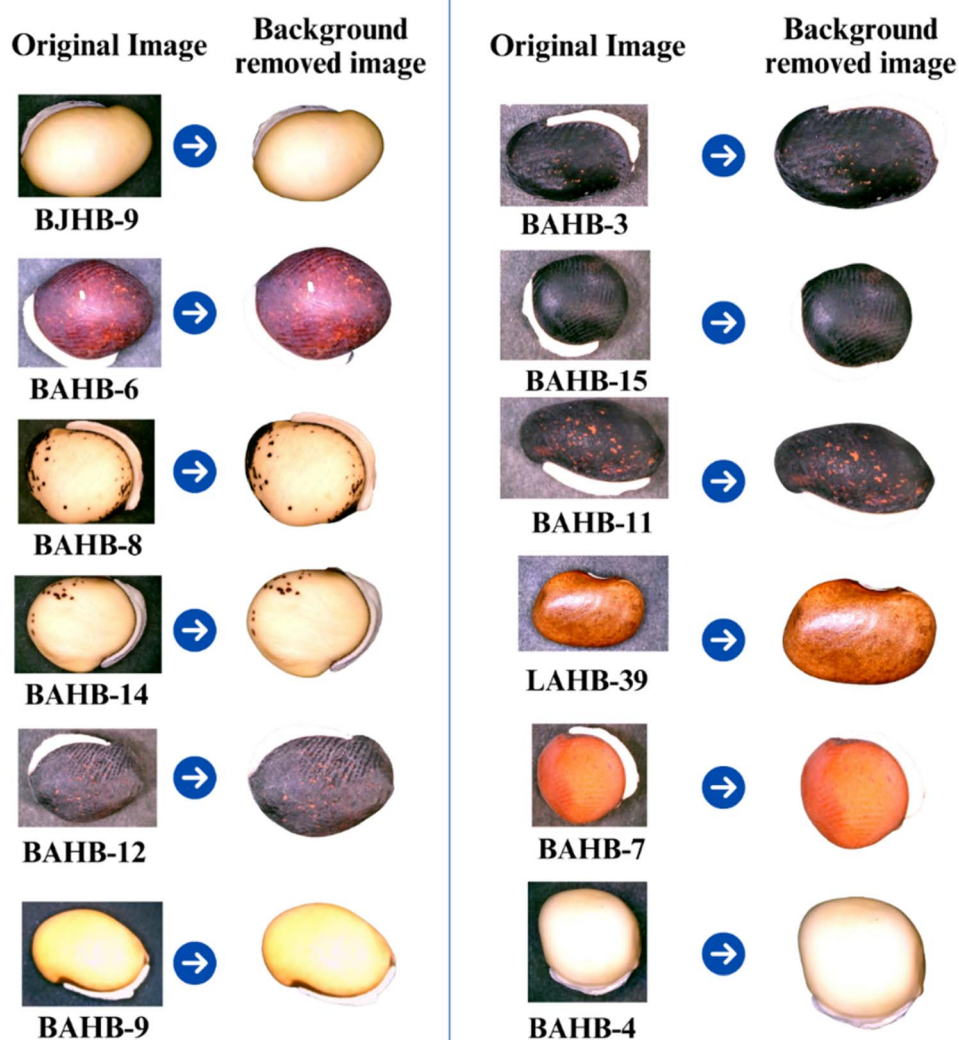 Original Image
Background
removed image
BJHB-9
BAHB-6
BAHB-8
BAHB-14
BAHB-12
BAHB-9
Original Image
Background
removed image
BAHB-3
BAHB-15
BAHB-11
LAHB-39
BAHB-7
BAHB-4